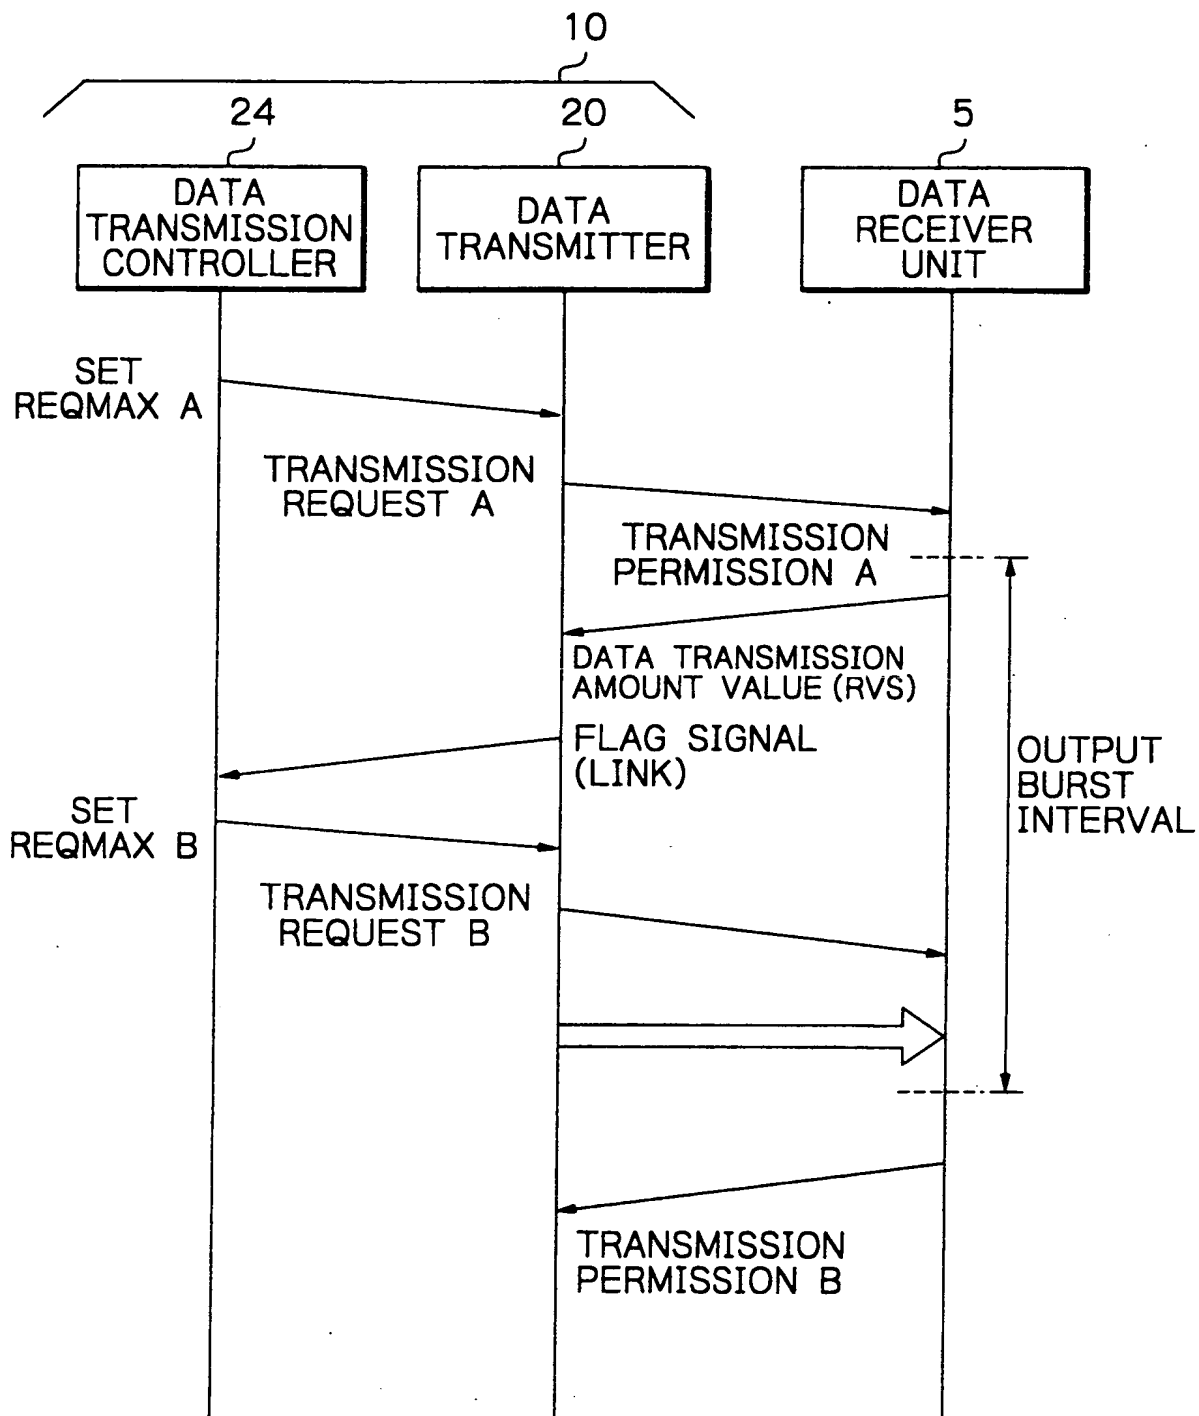 10
24
20
5
DATA
TRANSMISSION
CONTROLLER
DATA
TRANSMITTER
DATA
RECEIVER
UNIT
SET
REQMAX A
TRANSMISSION
REQUEST A
TRANSMISSION
PERMISSION A
DATA TRANSMISSION
AMOUNT VALUE (RVS)
FLAG SIGNAL
(LINK)
OUTPUT
BURST
INTERVAL
SET
REQMAX B
TRANSMISSION
REQUEST B
TRANSMISSION
PERMISSION B